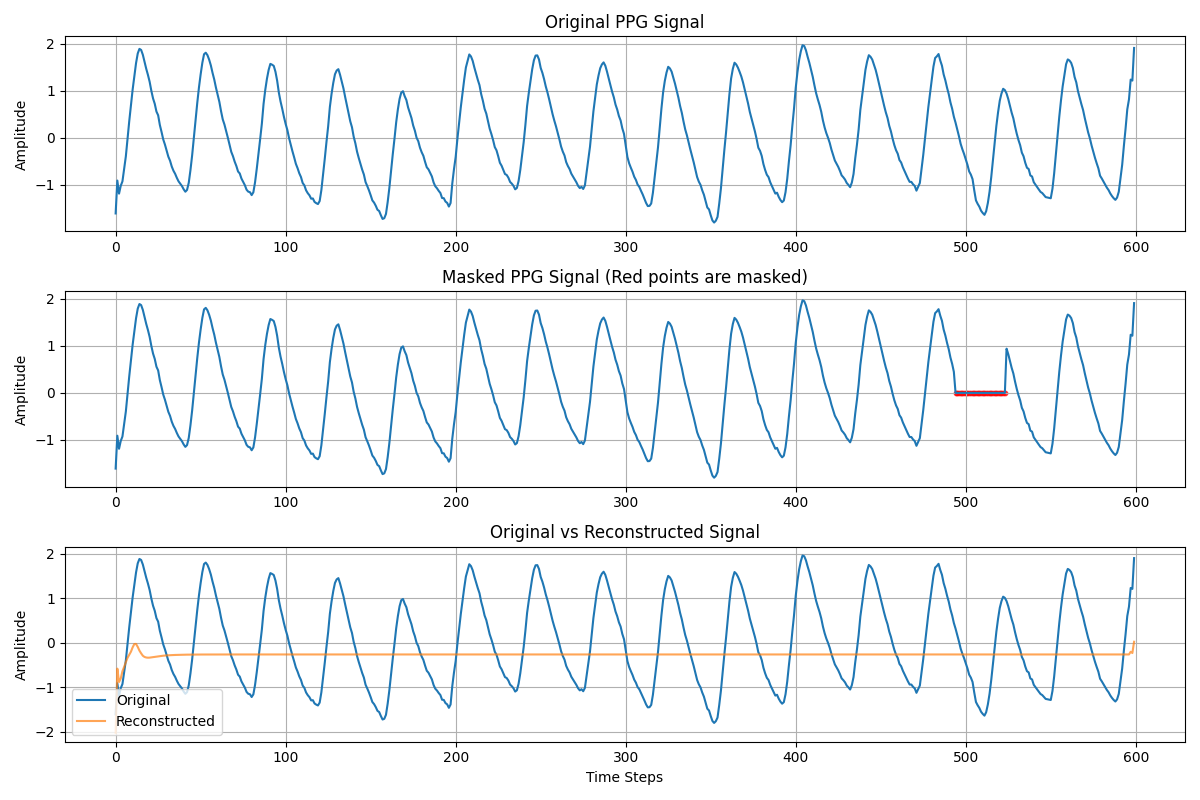 Original PPG Signal
2
1
0
−1
Amplitude
0 100 200 300 400 500 600
Masked PPG Signal (Red points are masked)
2
1
0
−1
Amplitude
0 100 200 300 400 500 600
Original vs Reconstructed Signal
2
1
0
−1
−2
Amplitude
Original
Reconstructed
0 100 200 300 400 500 600
Time Steps